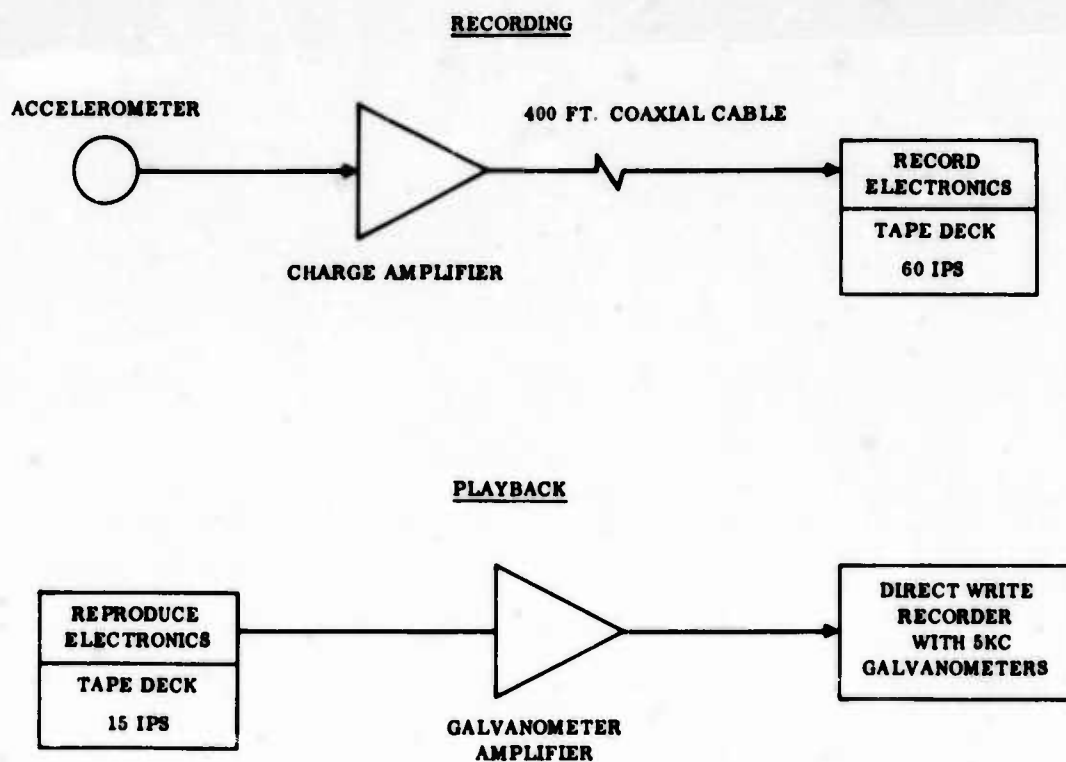 RECORDING
ACCELEROMETER
400 FT. COAXIAL CABLE
CHARGE AMPLIFIER
RECORD
ELECTRONICS
TAPE DECK
60 IPS
PLAYBACK
REPRODUCE
ELECTRONICS
TAPE DECK
15 IPS
GALVANOMETER
AMPLIFIER
DIRECT WRITE
RECORDER
WITH 5KC
GALVANOMETERS